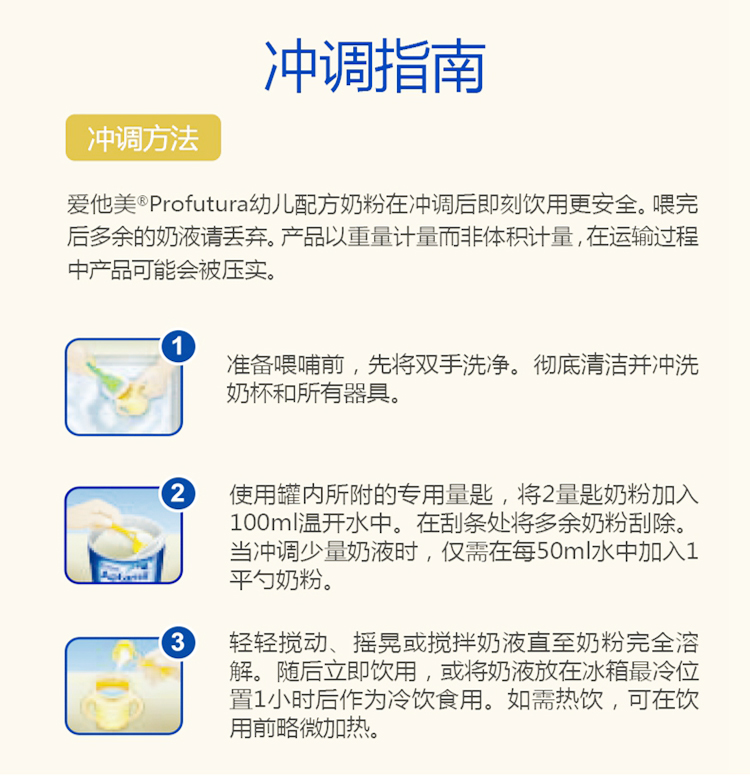 冲调指南
冲调方法
爱他美®Profutura幼儿配方奶粉在冲调后即刻饮用更安全。喂完
后多余的奶液请丢弃。产品以重量计量而非体积计量,在运输过程
中产品可能会被压实。
1
准备喂哺前,先将双手洗净。彻底清洁并冲洗
奶杯和所有器具。
2
使用罐内所附的专用量匙,将2量匙奶粉加入
100ml温开水中。在刮条处将多余奶粉刮除。
当冲调少量奶液时,仅需在每50ml水中加入1
平勺奶粉。
3
轻轻搅动、摇晃或搅拌奶液直至奶粉完全溶
解。随后立即饮用,或将奶液放在冰箱最冷位
置1小时后作为冷饮食用。如需热饮,可在饮
用前略微加热。